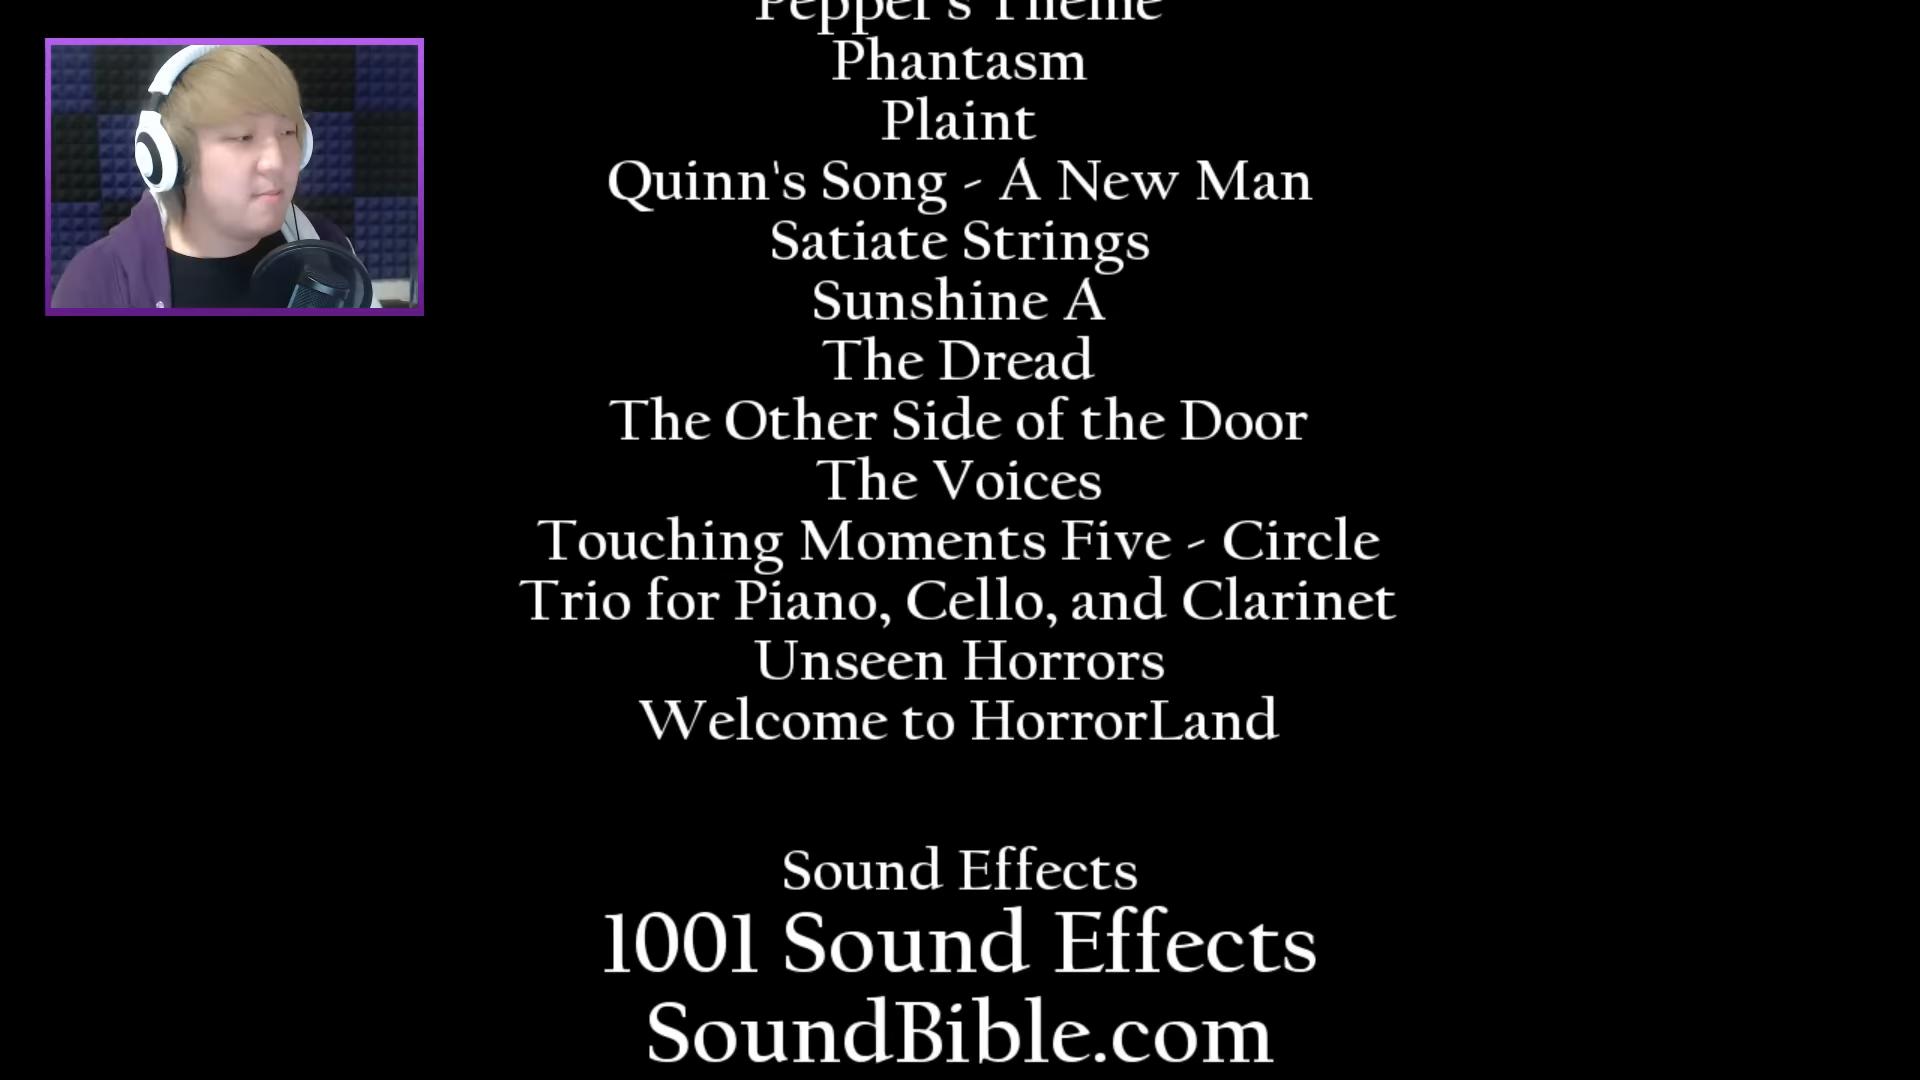 Pepper's Theme
Phantasm
Plaint
Quinn's Song - A New Man
Satiate Strings
Sunshine A
The Dread
The Other Side of the Door
The Voices
Touching Moments Five - Circle
Trio for Piano, Cello, and Clarinet
Unseen Horrors
Welcome to HorrorLand
Sound Effects
1001 Sound Effects
SoundBible.com